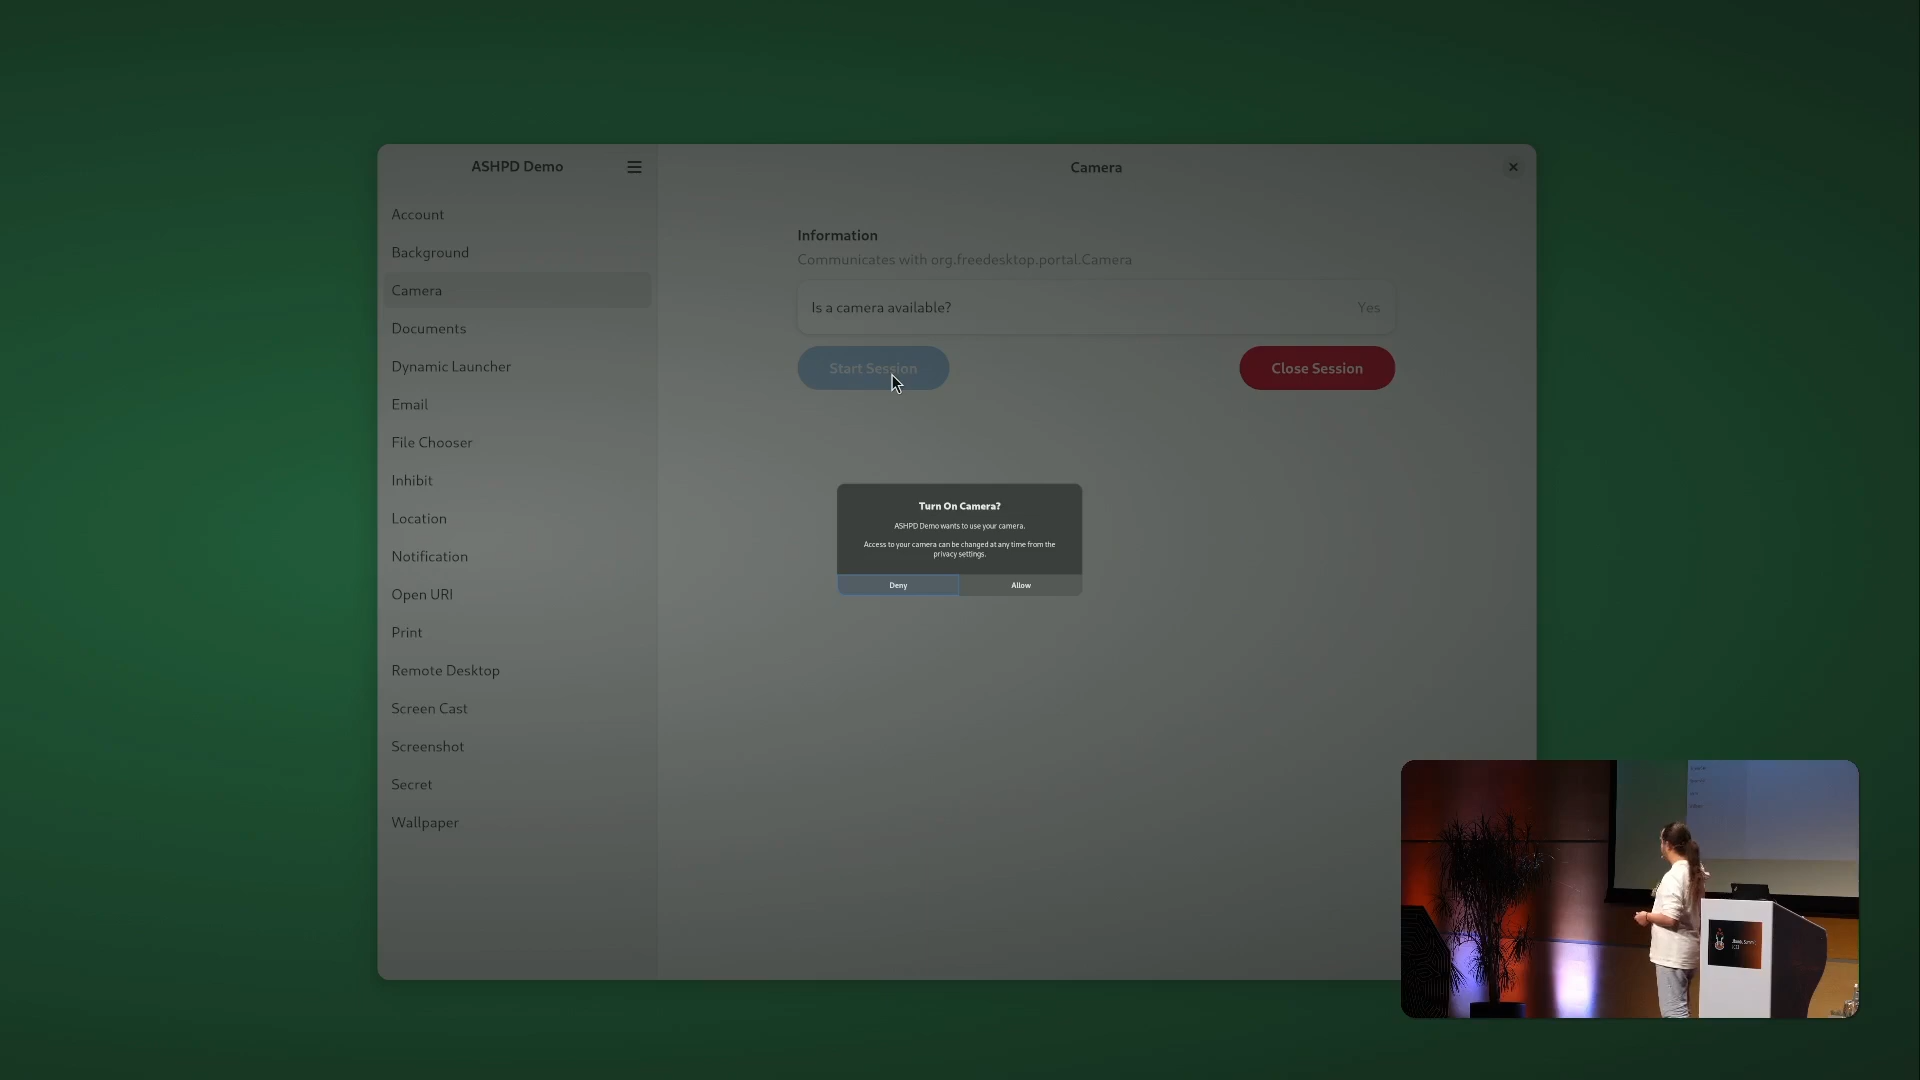 ASHPD Demo
Account
Background
Camera
Documents
Dynamic Launcher
Email
File Chooser
Inhibit
Location
Notification
Open URI
Print
Remote Desktop
Screen Cast
Screenshot
Secret
Wallpaper
Camera
Information
Communicates with org.freedesktop.portal.Camera
Is a camera available? Yes
Start Session
Close Session
Turn On Camera?
ASHPD Demo wants to use your camera.
Access to your camera can be changed at any time from the
privacy settings.
Deny
Allow